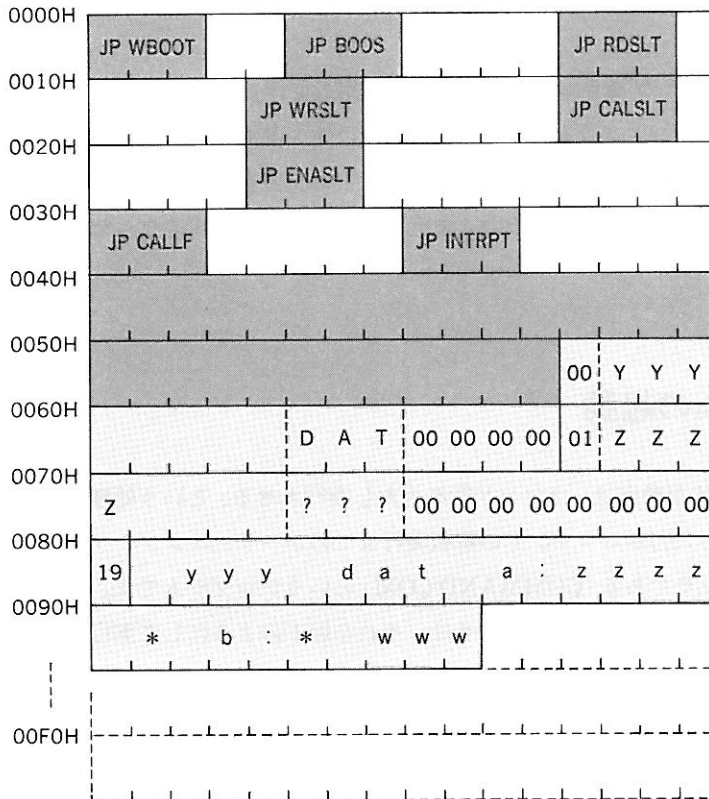 0000H
JP WBOOT JP BOOS JP RDSLT
0010H
JP WRSLT JP CALSLT
0020H
JP ENASLT
0030H
JP CALLF JP INTRPT
0040H
0050H
00 Y Y Y
0060H
D A T 00 00 00 00 01 Z Z Z
0070H
Z ? ? ? 00 00 00 00 00 00 00 00
0080H
19 y y y d a t a : z z z z
0090H
* b : * w w w
00F0H